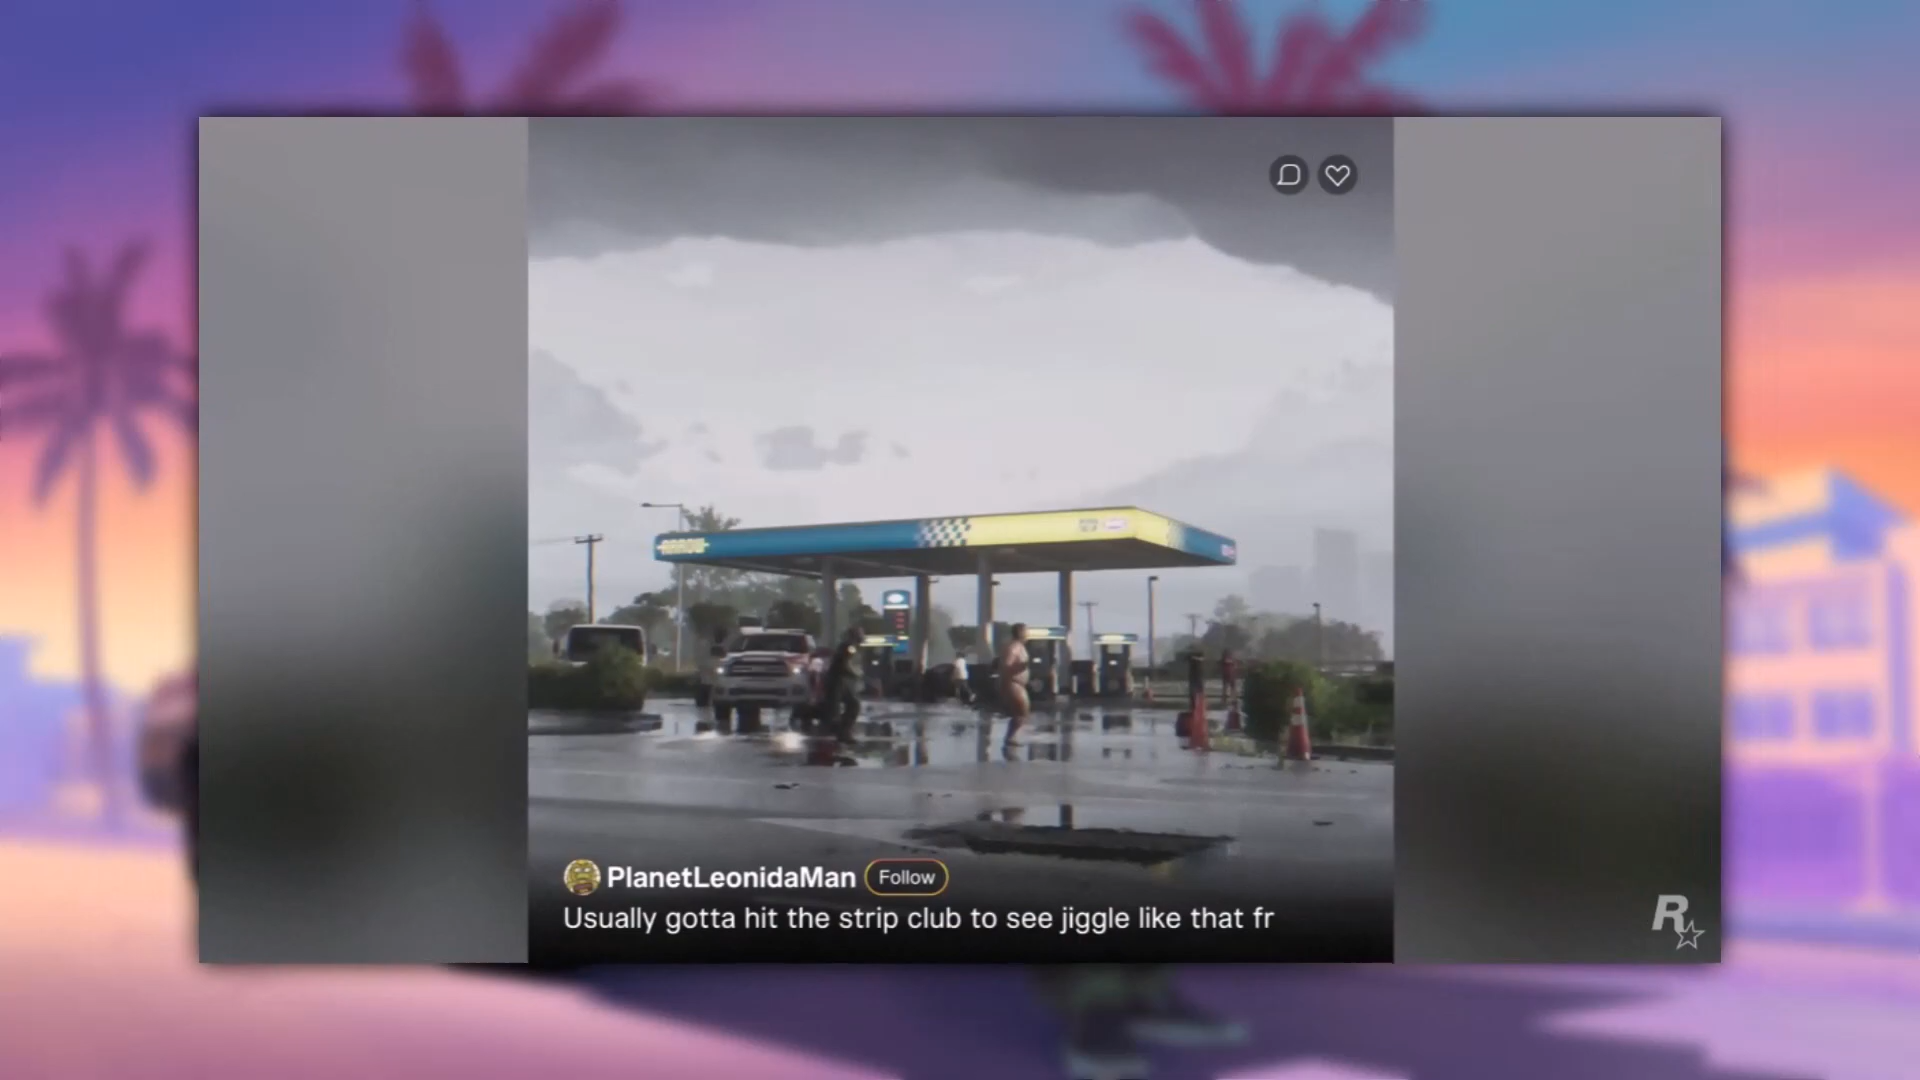 PlanetLeonidaMan Follow
Usually gotta hit the strip club to see jiggle like that fr
R